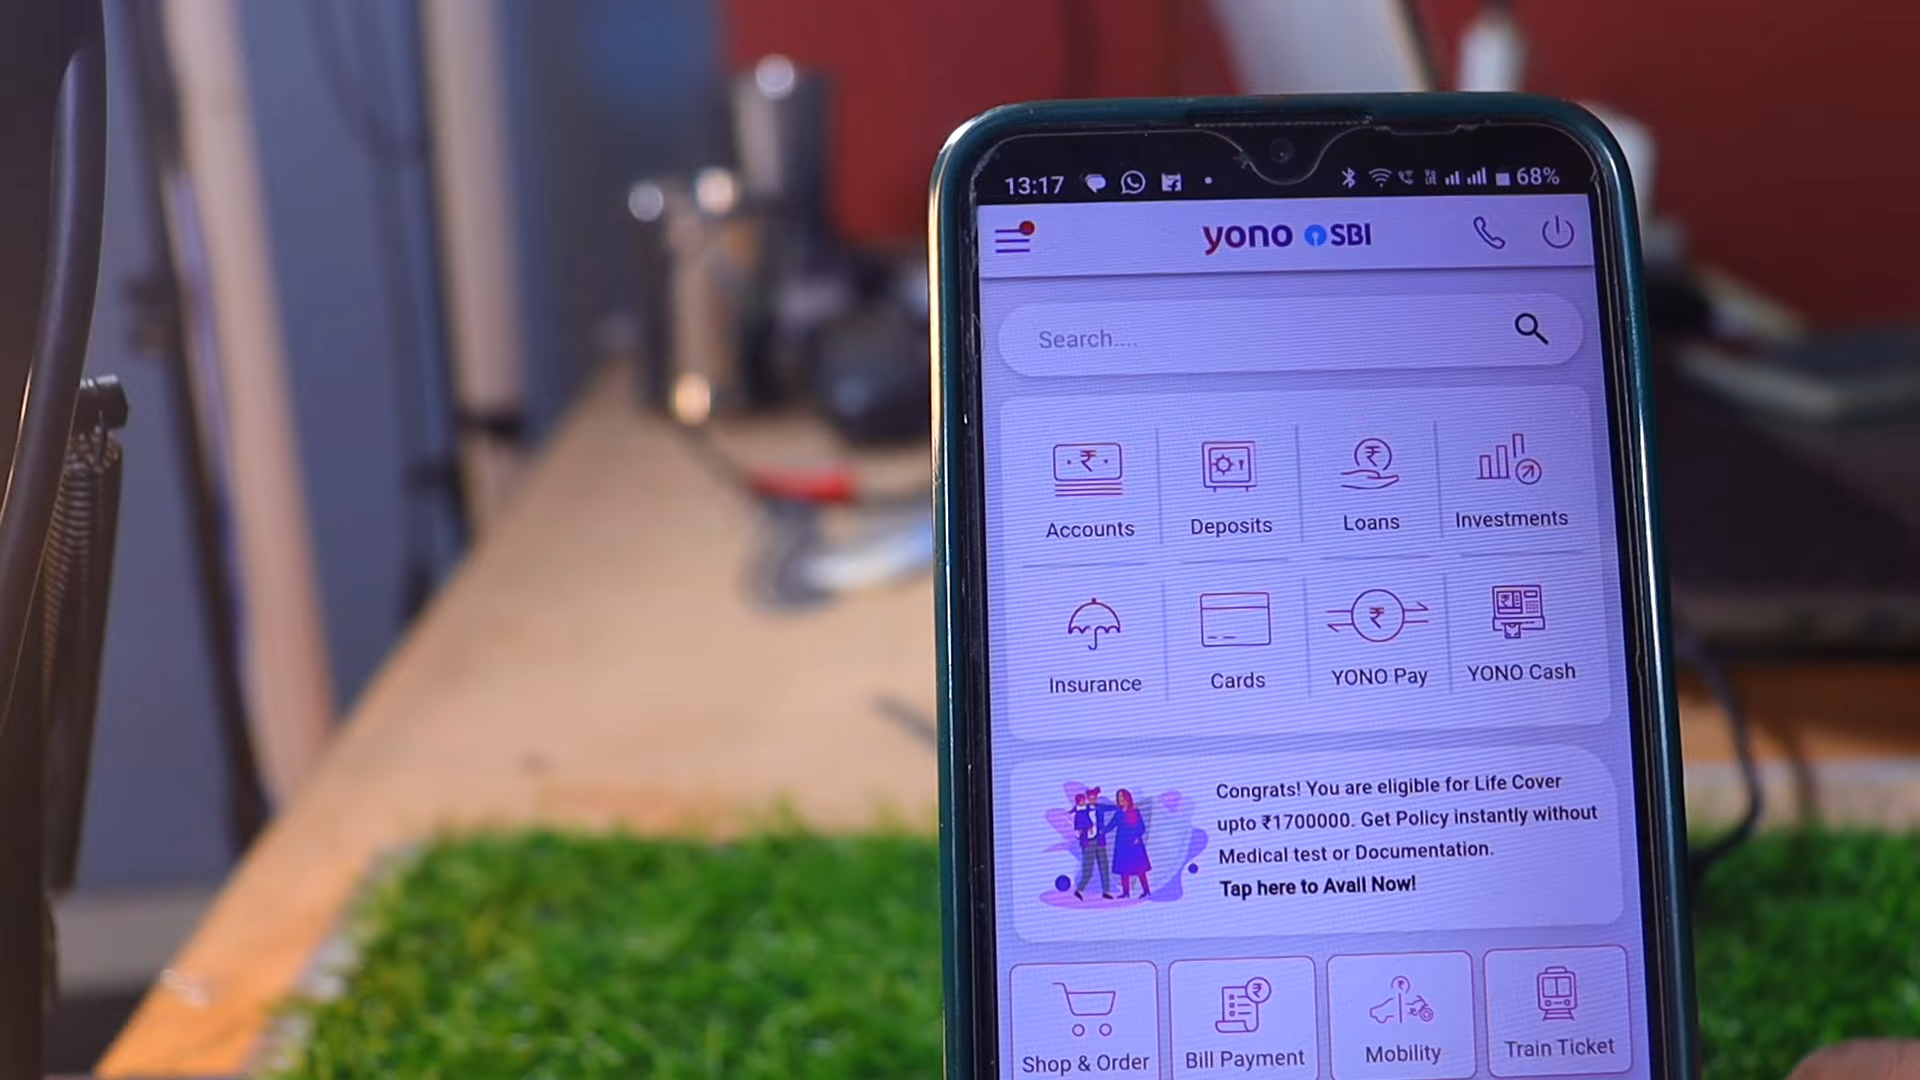 13:17
68%
yono SBI
Search....
Accounts
Deposits
Loans
Investments
Insurance
Cards
YONO Pay
YONO Cash
Congrats! You are eligible for Life Cover
upto ₹1700000. Get Policy instantly without
Medical test or Documentation.
Tap here to Avail Now!
Shop & Order
Bill Payment
Mobility
Train Ticket